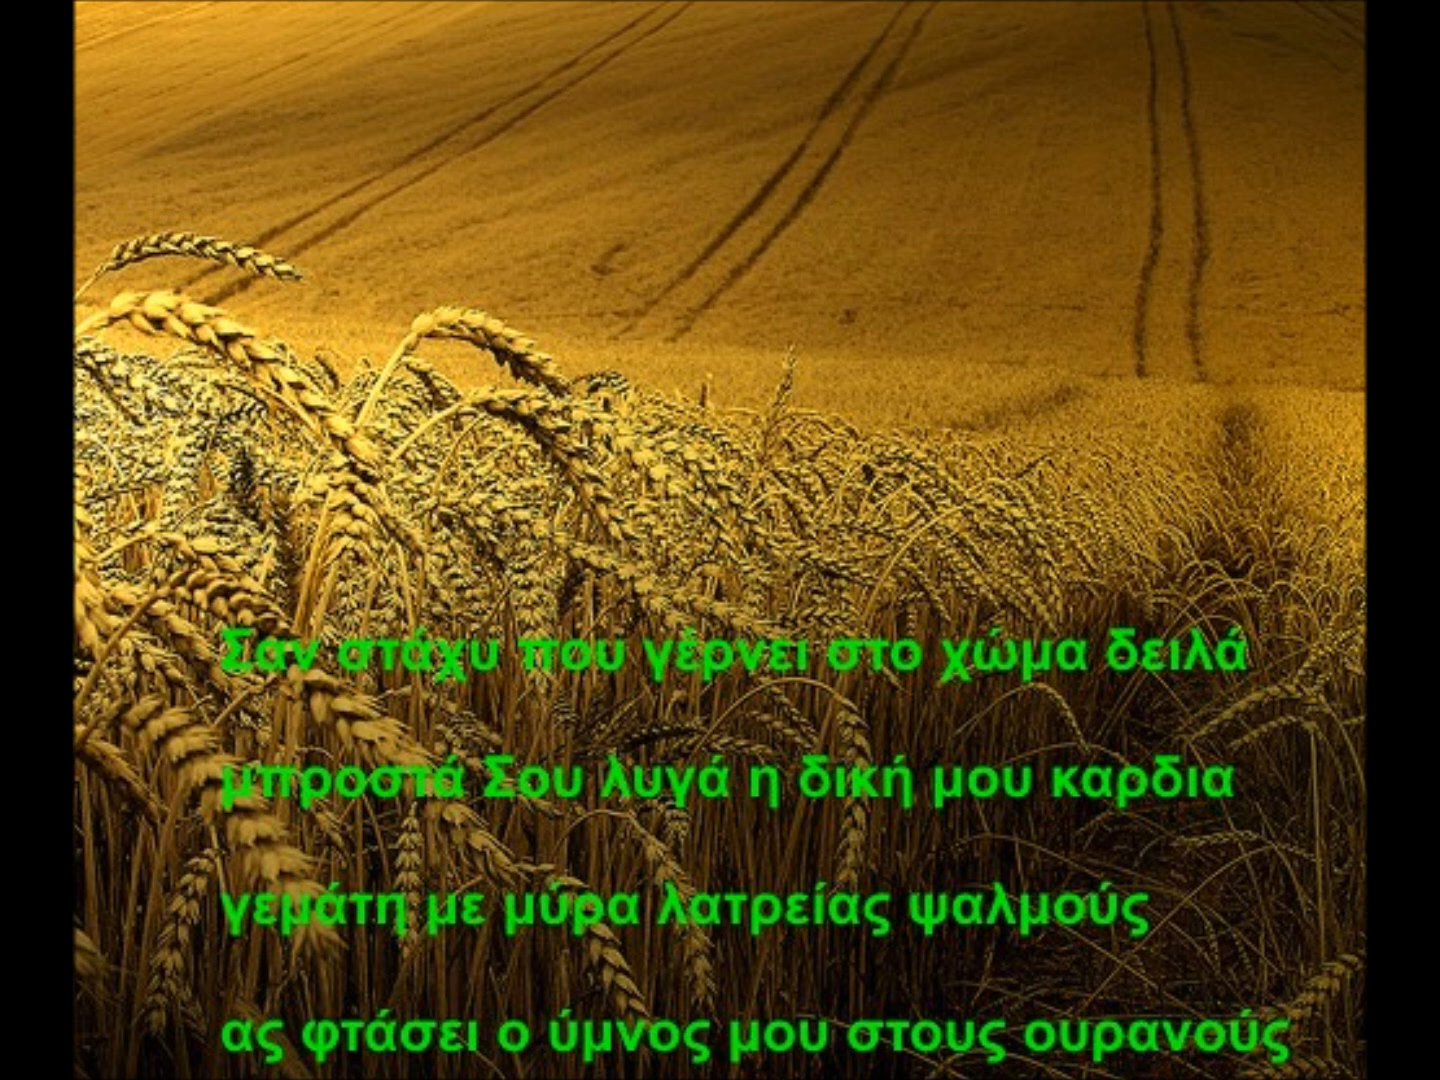 Σαν στάχυ που γέρνει στο χώμα δειλά
μπροστά Σου λυγά η δική μου καρδια
γεμάτη με μύρα λατρείας ψαλμούς
ας φτάσει ο ύμνος μου στους ουρανούς